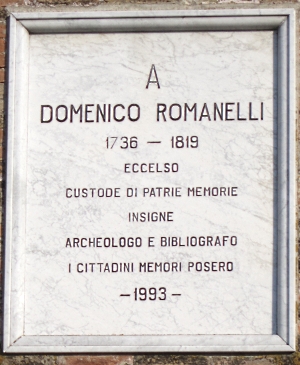 A
DOMENICO ROMANELLI
1736 — 1819
ECCELSO
CUSTODE DI PATRIE MEMORIE
INSIGNE
ARCHEOLOGO E BIBLIOGRAFO
I CITTADINI MEMORI POSERO
—1993—